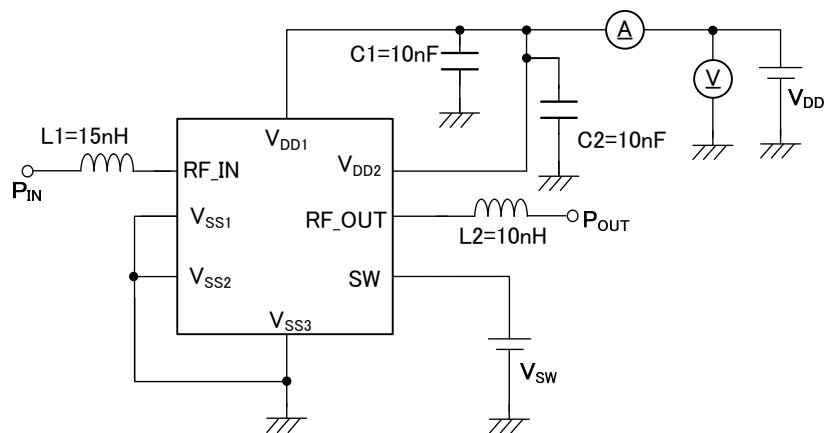 A
C1=10nF
V
VDD
C2=10nF
L1=15nH
PIN
VDD1
RF_IN
VDD2
VSS1
RF_OUT
L2=10nH
POUT
VSS2
SW
VSS3
VSW